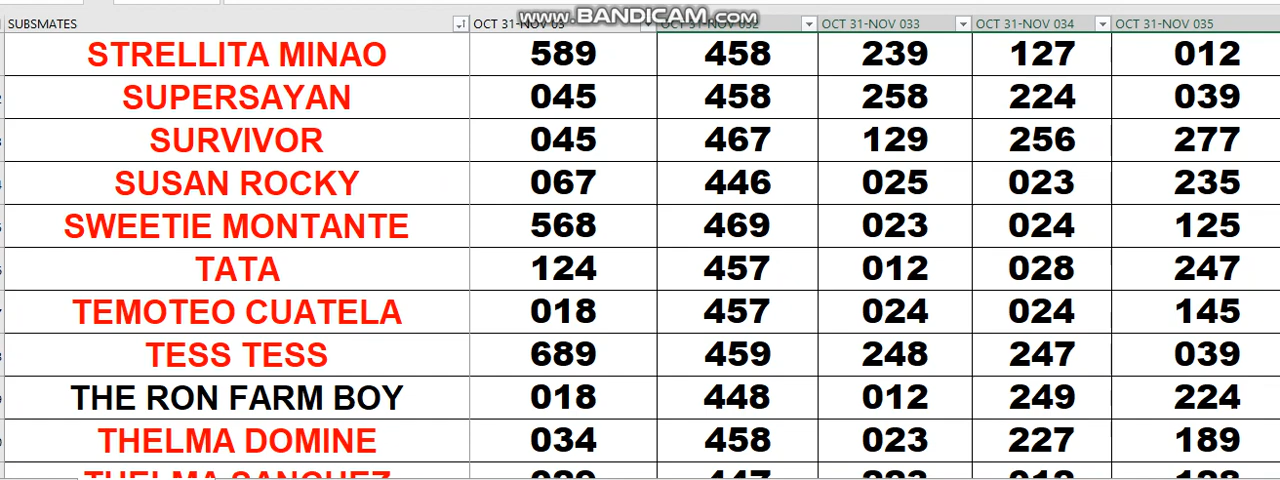 www.BANDICAM.com
SUBSMATES OCT 31-NOV 03 OCT 31-NOV 032 OCT 31-NOV 033 OCT 31-NOV 034 OCT 31-NOV 035
STRELLITA MINAO 589 458 239 127 012
SUPERSAYAN 045 458 258 224 039
SURVIVOR 045 467 129 256 277
SUSAN ROCKY 067 446 025 023 235
SWEETIE MONTANTE 568 469 023 024 125
TATA 124 457 012 028 247
TEMOTEO CUATELA 018 457 024 024 145
TESS TESS 689 459 248 247 039
THE RON FARM BOY 018 448 012 249 224
THELMA DOMINE 034 458 023 227 189
THELMA SANCHEZ